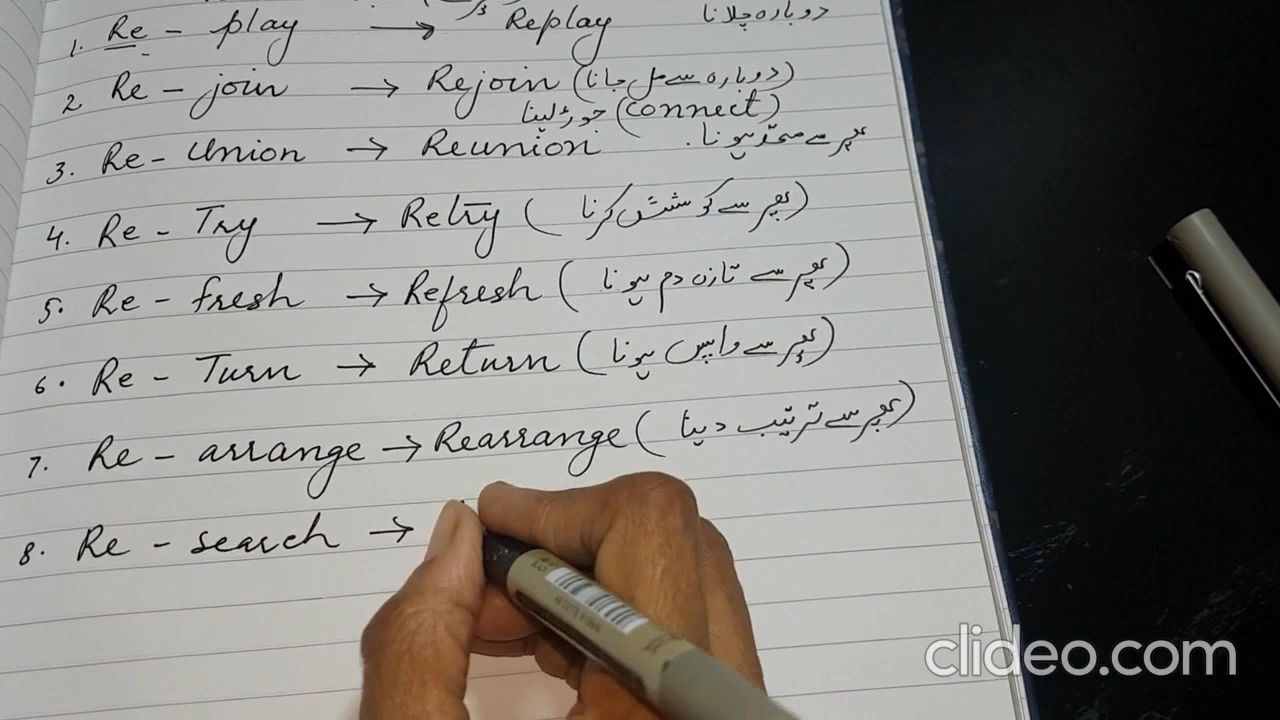 1. Re - play → Replay دوبارہ چلانا
2 Re - join → Rejoin (دوبارہ سے مل جانا)
جوڑ لینا (connect)
3. Re - Union → Reunion پھر سے متحد ہونا.
4. Re - Try → Retry (پھر سے کوشش کرنا)
5. Re - fresh → Refresh (پھر سے تازہ دم ہونا)
6. Re - Turn → Return (پھر سے واپس ہونا)
7. Re - arrange → Rearrange (پھر سے ترتیب دینا)
8. Re - search →
clideo.com